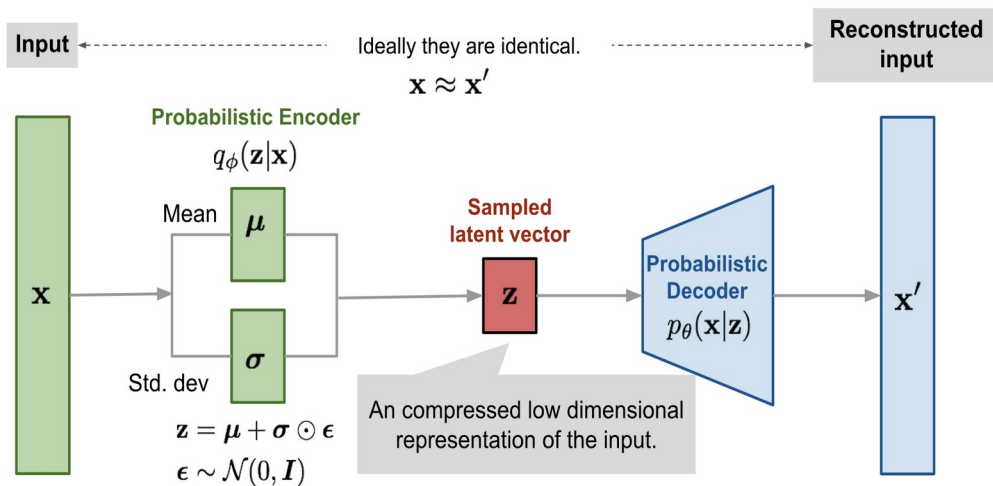 Input
Ideally they are identical.
x ≈ x′
Reconstructed
input
Probabilistic Encoder
qϕ(z|x)
Mean
μ
x
σ
Std. dev
z = μ + σ ⊙ ϵ
ϵ ∼ 𝒩(0, I)
Sampled
latent vector
z
An compressed low dimensional
representation of the input.
Probabilistic
Decoder
pθ(x|z)
x′